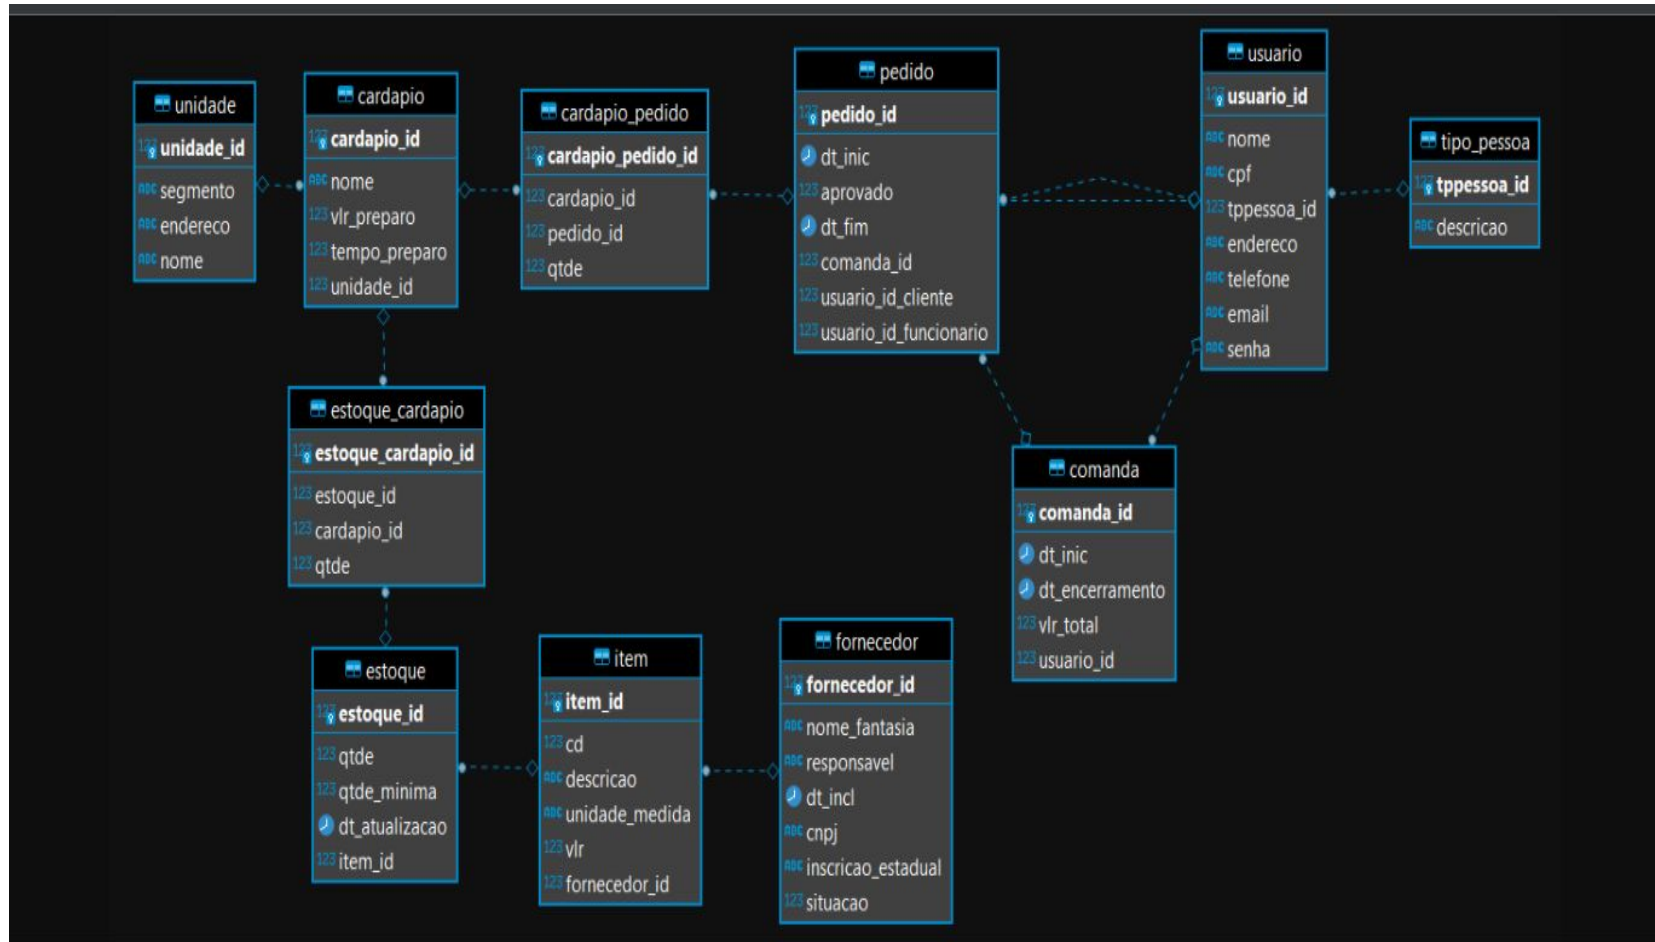 unidade
unidade_id
segmento
endereco
nome
cardapio
cardapio_id
nome
vlr_preparo
tempo_preparo
unidade_id
cardapio_pedido
cardapio_pedido_id
cardapio_id
pedido_id
qtde
pedido
pedido_id
dt_inic
aprovado
dt_fim
comanda_id
usuario_id_cliente
usuario_id_funcionario
usuario
usuario_id
nome
cpf
tppessoa_id
endereco
telefone
email
senha
tipo_pessoa
tppessoa_id
descricao
estoque_cardapio
estoque_cardapio_id
estoque_id
cardapio_id
qtde
comanda
comanda_id
dt_inic
dt_encerramento
vlr_total
usuario_id
estoque
estoque_id
qtde
qtde_minima
dt_atualizacao
item_id
item
item_id
cd
descricao
unidade_medida
vlr
fornecedor_id
fornecedor
fornecedor_id
nome_fantasia
responsavel
dt_incl
cnpj
inscricao_estadual
situacao